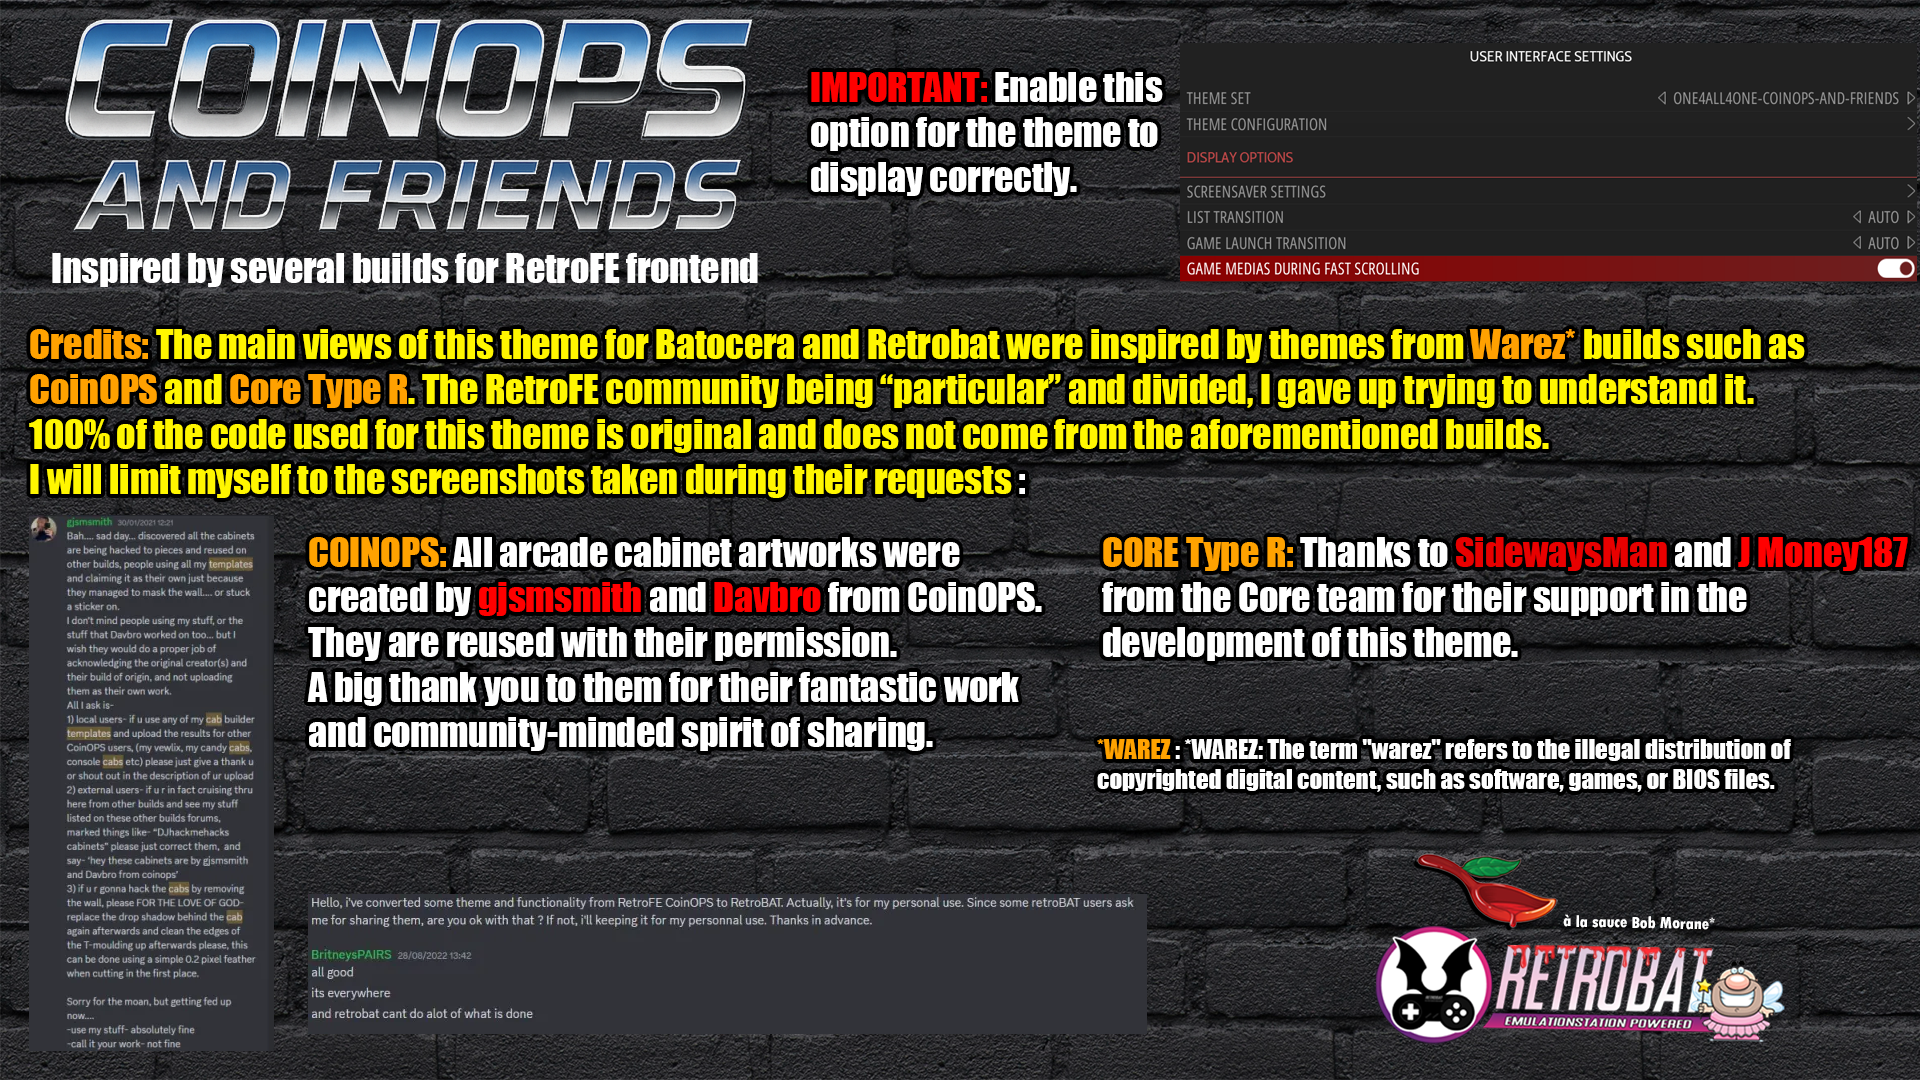 COINOPS
AND FRIENDS
Inspired by several builds for RetroFE frontend
IMPORTANT: Enable this
option for the theme to
display correctly.
USER INTERFACE SETTINGS
THEME SET
ONE4ALL4ONE-COINOPS-AND-FRIENDS
THEME CONFIGURATION
DISPLAY OPTIONS
SCREENSAVER SETTINGS
LIST TRANSITION
AUTO
GAME LAUNCH TRANSITION
AUTO
GAME MEDIAS DURING FAST SCROLLING
Credits: The main views of this theme for Batocera and Retrobat were inspired by themes from Warez* builds such as
CoinOPS and Core Type R. The RetroFE community being “particular” and divided, I gave up trying to understand it.
100% of the code used for this theme is original and does not come from the aforementioned builds.
I will limit myself to the screenshots taken during their requests :
gjsmsmith 30/01/2021 12:21
Bah.... sad day... discovered all the cabinets
are being hacked to pieces and reused on
other builds, people using all my templates
and claiming it as their own just because
they managed to mask the wall.... or stuck
a sticker on.
I don't mind people using my stuff, or the
stuff that Davbro worked on too... but I
wish they would do a proper job of
acknowledging the original creator(s) and
their build of origin, and not uploading
them as their own work.
All I ask is-
1) local users- if u use any of my cab builder
templates and upload the results for other
CoinOPS users, (my vewlix, my candy cabs,
console cabs etc) please just give a thank u
or shout out in the description of ur upload
2) external users- if u r in fact cruising thru
here from other builds and see my stuff
listed on these other builds forums,
marked things like- "DJhackmehacks
cabinets" please just correct them, and
say- 'hey these cabinets are by gjsmsmith
and Davbro from coinops'
3) if u r gonna hack the cabs by removing
the wall, please FOR THE LOVE OF GOD-
replace the drop shadow behind the cab
again afterwards and clean the edges of
the T-moulding up afterwards please, this
can be done using a simple 0.2 pixel feather
when cutting in the first place.
Sorry for the moan, but getting fed up
now....
-use my stuff- absolutely fine
-call it your work- not fine
COINOPS: All arcade cabinet artworks were
created by gjsmsmith and Davbro from CoinOPS.
They are reused with their permission.
A big thank you to them for their fantastic work
and community-minded spirit of sharing.
CORE Type R: Thanks to SidewaysMan and J Money187
from the Core team for their support in the
development of this theme.
*WAREZ : *WAREZ: The term "warez" refers to the illegal distribution of
copyrighted digital content, such as software, games, or BIOS files.
Hello, i've converted some theme and functionality from RetroFE CoinOPS to RetroBAT. Actually, it's for my personal use. Since some retroBAT users ask
me for sharing them, are you ok with that ? If not, i'll keeping it for my personnal use. Thanks in advance.
BritneysPAIRS 28/08/2022 13:42
all good
its everywhere
and retrobat cant do alot of what is done
à la sauce Bob Morane*
RETROBAT
EMULATIONSTATION POWERED